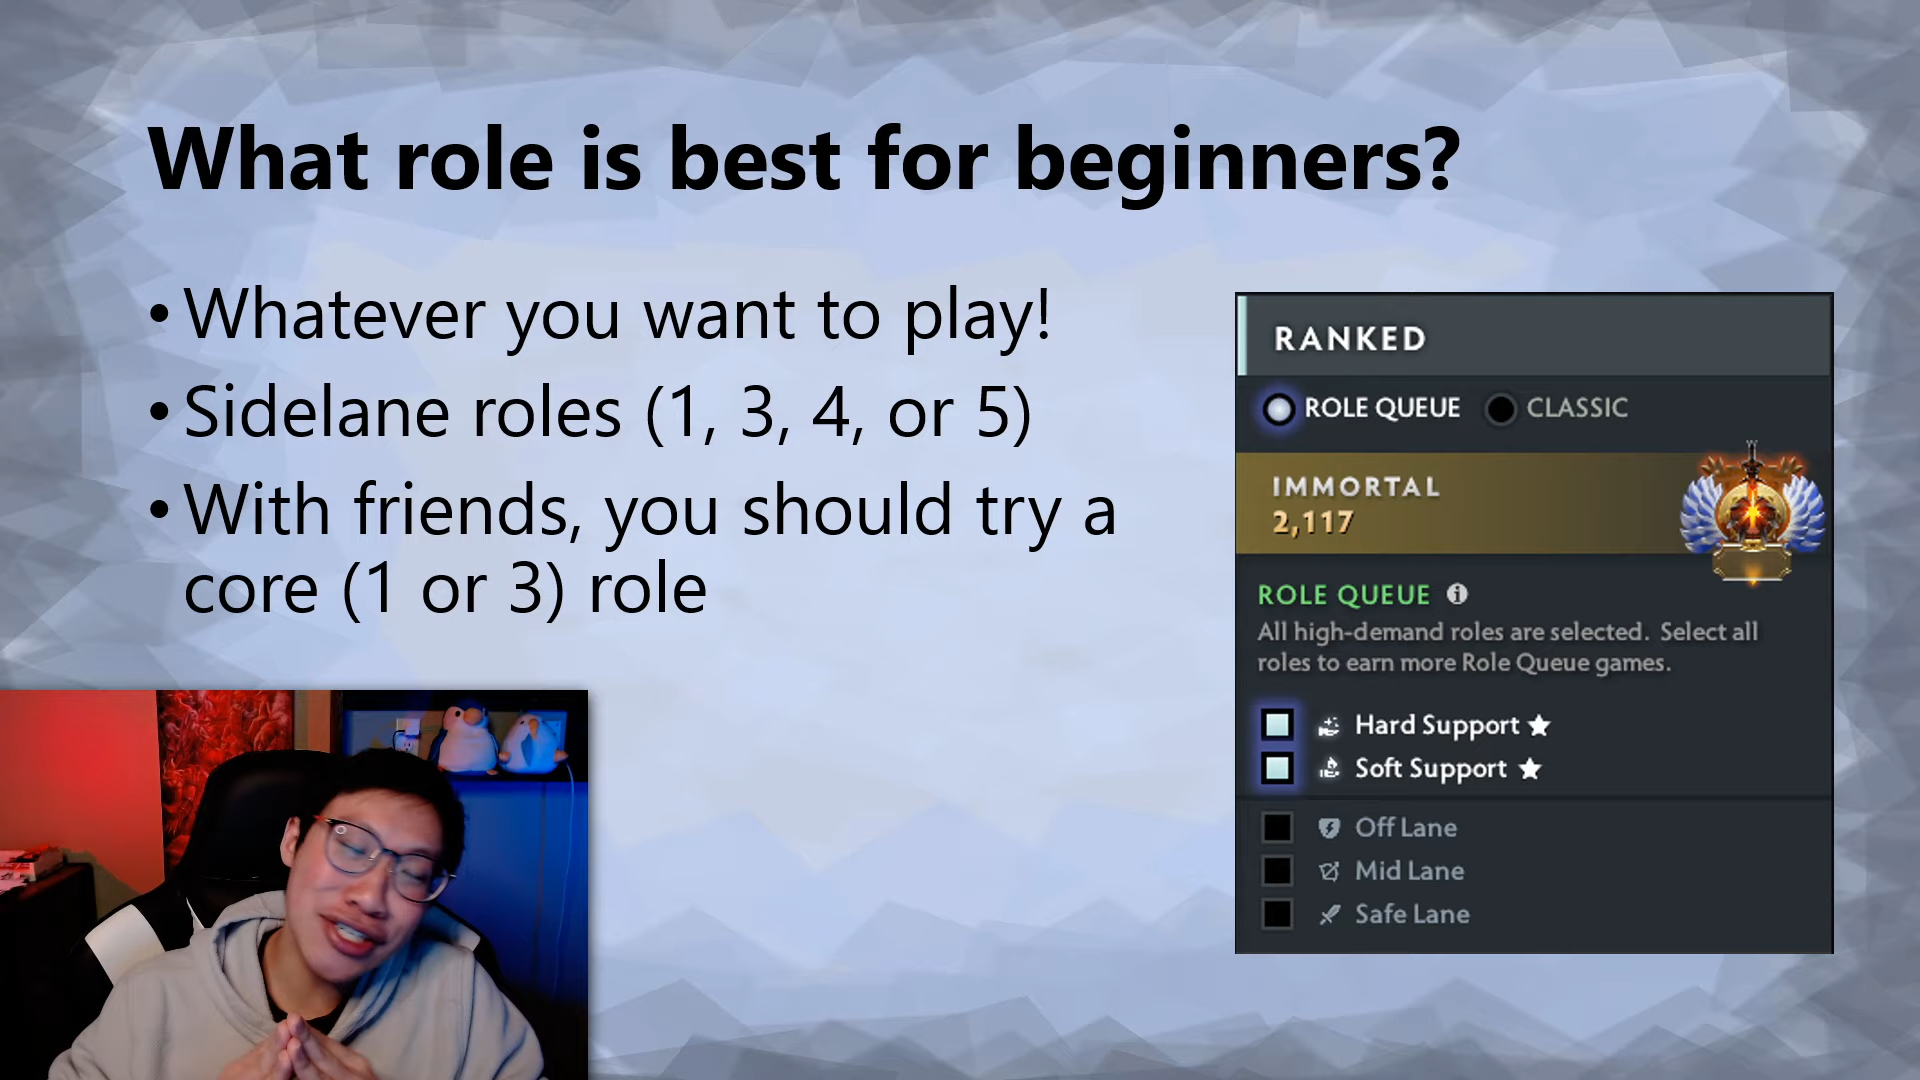 What role is best for beginners?
• Whatever you want to play!
• Sidelane roles (1, 3, 4, or 5)
• With friends, you should try a
core (1 or 3) role
RANKED
ROLE QUEUE CLASSIC
IMMORTAL
2,117
ROLE QUEUE
All high-demand roles are selected. Select all
roles to earn more Role Queue games.
Hard Support
Soft Support
Off Lane
Mid Lane
Safe Lane